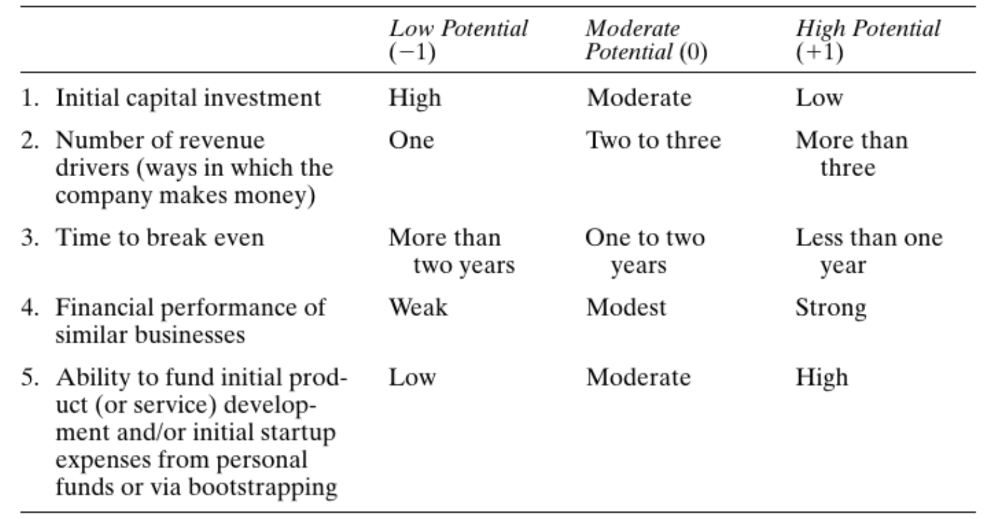 Low Potential (−1) Moderate Potential (0) High Potential (+1)
1. Initial capital investment High Moderate Low
2. Number of revenue One Two to three More than
drivers (ways in which the three
company makes money)
3. Time to break even More than One to two Less than one
two years years year
4. Financial performance of Weak Modest Strong
similar businesses
5. Ability to fund initial prod- Low Moderate High
uct (or service) develop-
ment and/or initial startup
expenses from personal
funds or via bootstrapping